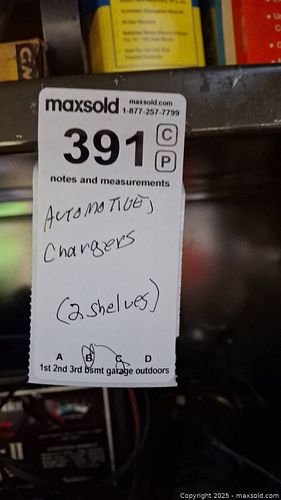 maxsold maxsold.com
1-877-257-7799
391 C
P
notes and measurements
AUTOMOTIVE,
Chargers
(2 shelves)
A B C D
1st 2nd 3rd bsmt garage outdoors
Copyright © 2025 - maxsold.com